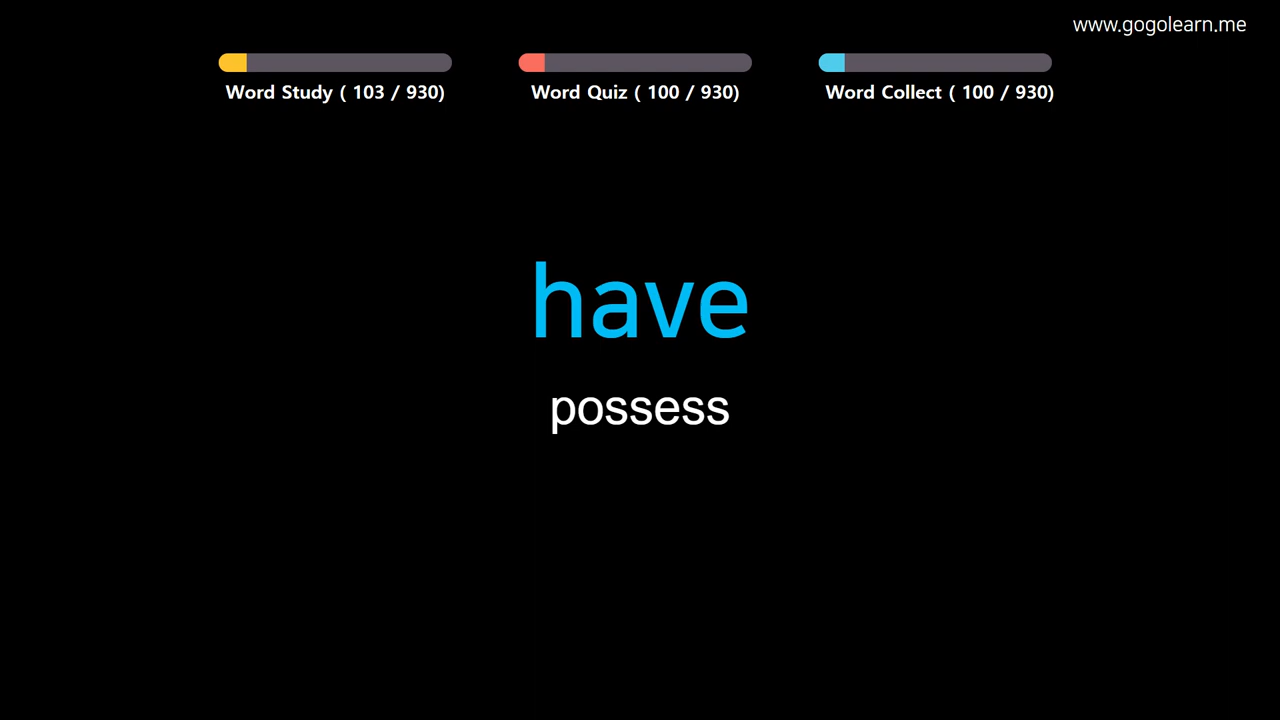 www.gogolearn.me
Word Study ( 103 / 930) Word Quiz ( 100 / 930) Word Collect ( 100 / 930)
have
possess